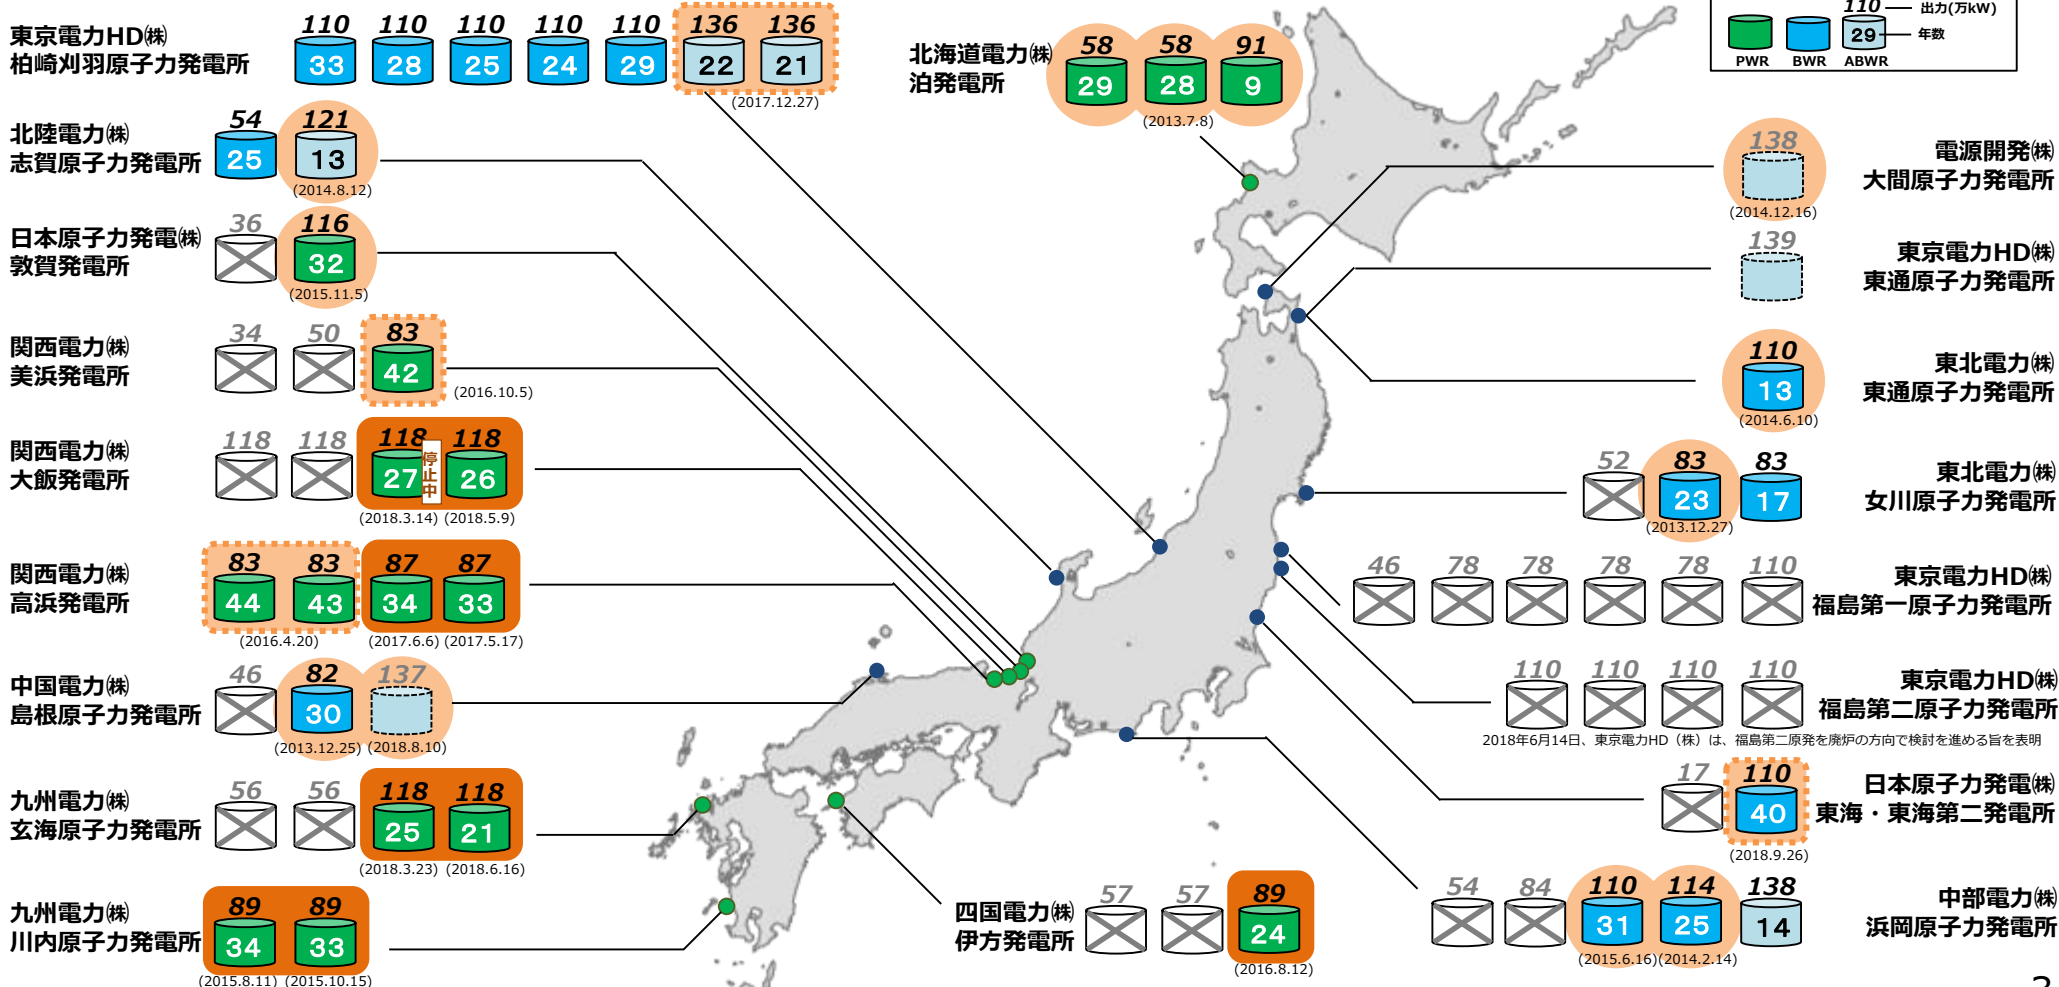 東京電力HD㈱
柏崎刈羽原子力発電所
110 110 110 110 110 136 136
33 28 25 24 29 22 21
(2017.12.27)
北陸電力㈱
志賀原子力発電所
54 121
25 13
(2014.8.12)
日本原子力発電㈱
敦賀発電所
36 116
32
(2015.11.5)
関西電力㈱
美浜発電所
34 50 83
42
(2016.10.5)
関西電力㈱
大飯発電所
118 118 118 118
27 26
停止中
(2018.3.14) (2018.5.9)
関西電力㈱
高浜発電所
83 83 87 87
44 43 34 33
(2016.4.20) (2017.6.6) (2017.5.17)
中国電力㈱
島根原子力発電所
46 82 137
30
(2013.12.25) (2018.8.10)
九州電力㈱
玄海原子力発電所
56 56 118 118
25 21
(2018.3.23) (2018.6.16)
九州電力㈱
川内原子力発電所
89 89
34 33
(2015.8.11) (2015.10.15)
北海道電力㈱
泊発電所
58 58 91
29 28 9
(2013.7.8)
110 出力(万kW)
29 年数
PWR BWR ABWR
電源開発㈱
大間原子力発電所
138
(2014.12.16)
東京電力HD㈱
東通原子力発電所
139
東北電力㈱
東通原子力発電所
110
13
(2014.6.10)
東北電力㈱
女川原子力発電所
52 83 83
23 17
(2013.12.27)
東京電力HD㈱
福島第一原子力発電所
46 78 78 78 78 110
東京電力HD㈱
福島第二原子力発電所
110 110 110 110
2018年6月14日、東京電力HD（株）は、福島第二原発を廃炉の方向で検討を進める旨を表明
日本原子力発電㈱
東海・東海第二発電所
17 110
40
(2018.9.26)
中部電力㈱
浜岡原子力発電所
54 84 110 114 138
31 25 14
(2015.6.16) (2014.2.14)
四国電力㈱
伊方発電所
57 57 89
24
(2016.8.12)